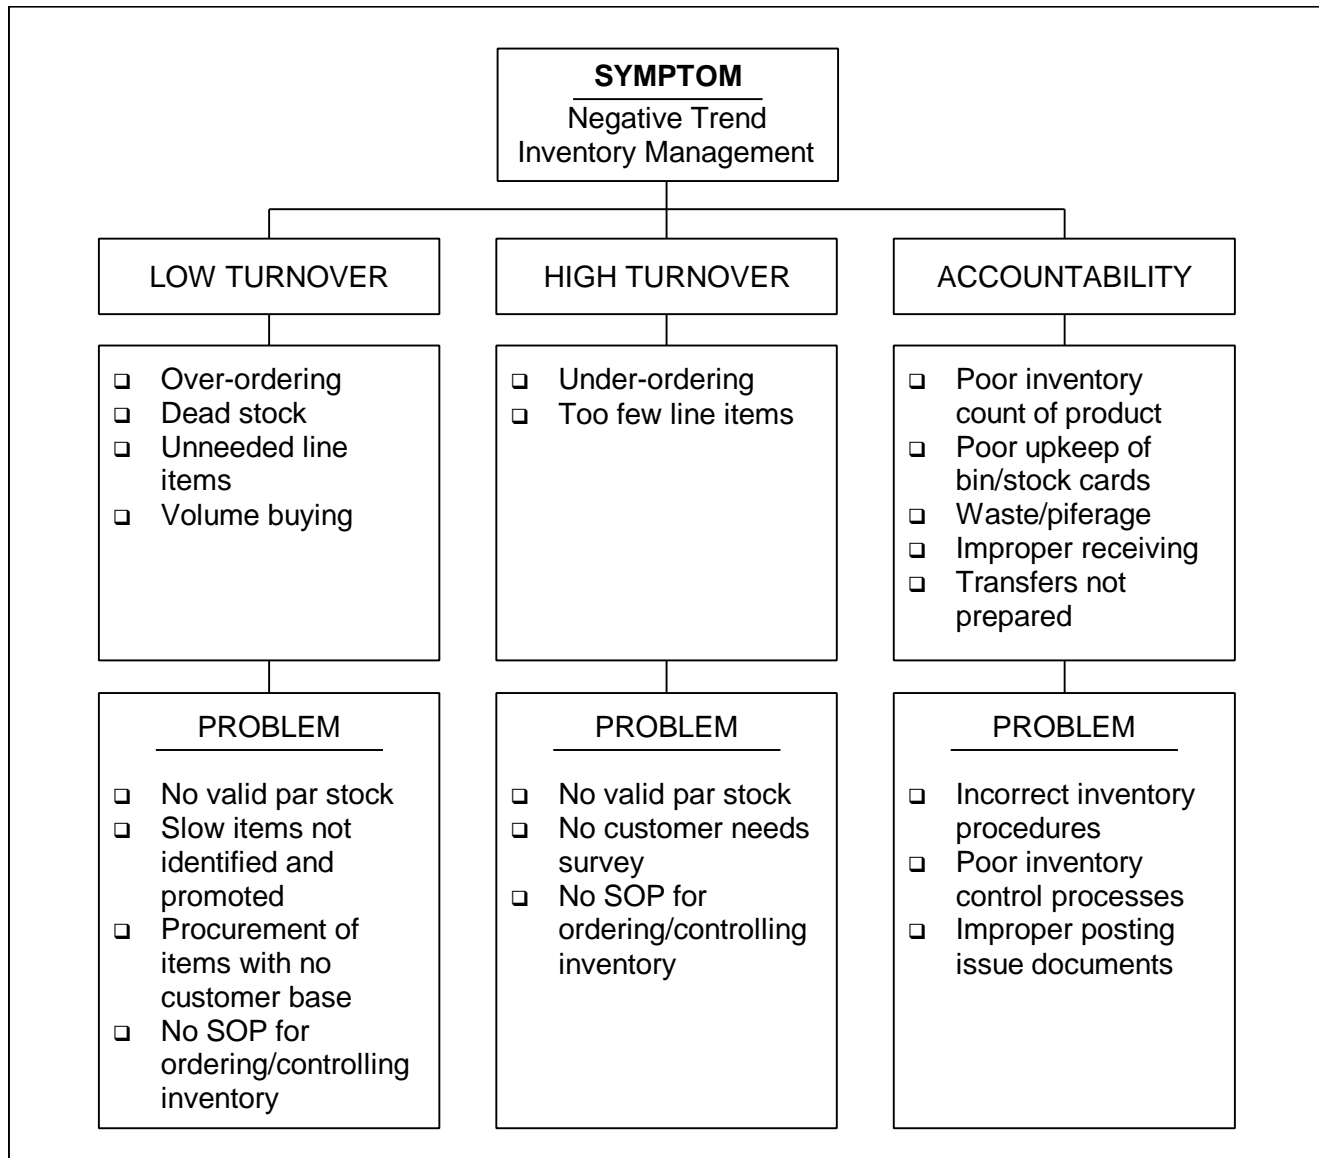 SYMPTOM
Negative Trend
Inventory Management
LOW TURNOVER
❑ Over-ordering
❑ Dead stock
❑ Unneeded line
items
❑ Volume buying
PROBLEM
❑ No valid par stock
❑ Slow items not
identified and
promoted
❑ Procurement of
items with no
customer base
❑ No SOP for
ordering/controlling
inventory
HIGH TURNOVER
❑ Under-ordering
❑ Too few line items
PROBLEM
❑ No valid par stock
❑ No customer needs
survey
❑ No SOP for
ordering/controlling
inventory
ACCOUNTABILITY
❑ Poor inventory
count of product
❑ Poor upkeep of
bin/stock cards
❑ Waste/piferage
❑ Improper receiving
❑ Transfers not
prepared
PROBLEM
❑ Incorrect inventory
procedures
❑ Poor inventory
control processes
❑ Improper posting
issue documents